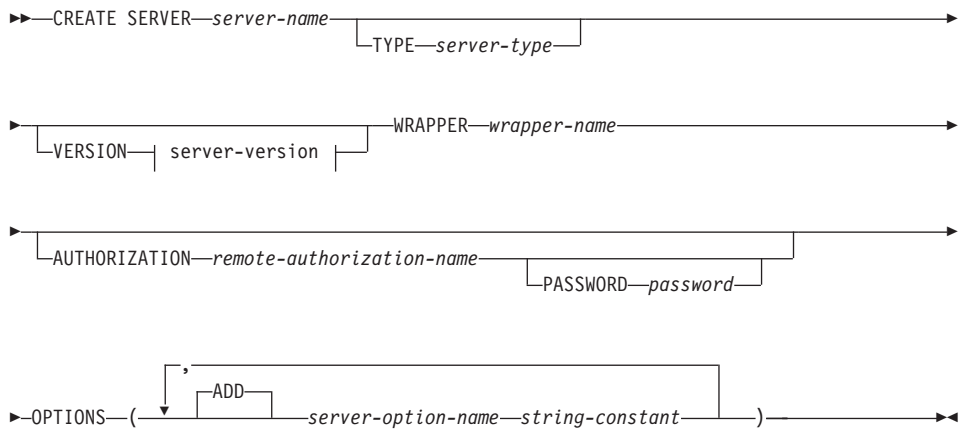 CREATE SERVER server-name
TYPE server-type
WRAPPER wrapper-name
VERSION server-version
AUTHORIZATION remote-authorization-name
PASSWORD password
,
ADD
OPTIONS ( server-option-name string-constant )